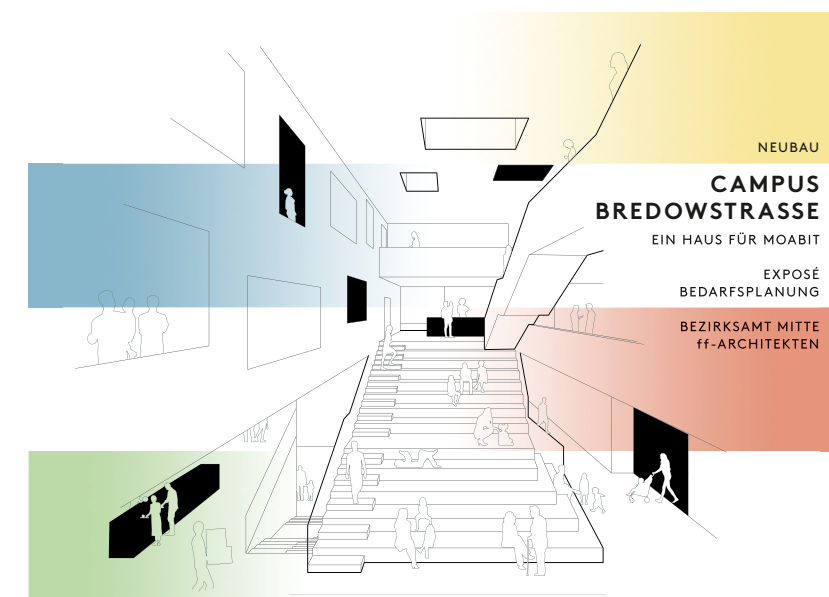 NEUBAU
CAMPUS
BREDOWSTRASSE
EIN HAUS FÜR MOABIT
EXPOSÉ
BEDARFSPLANUNG
BEZIRKSAMT MITTE
ff-ARCHITEKTEN